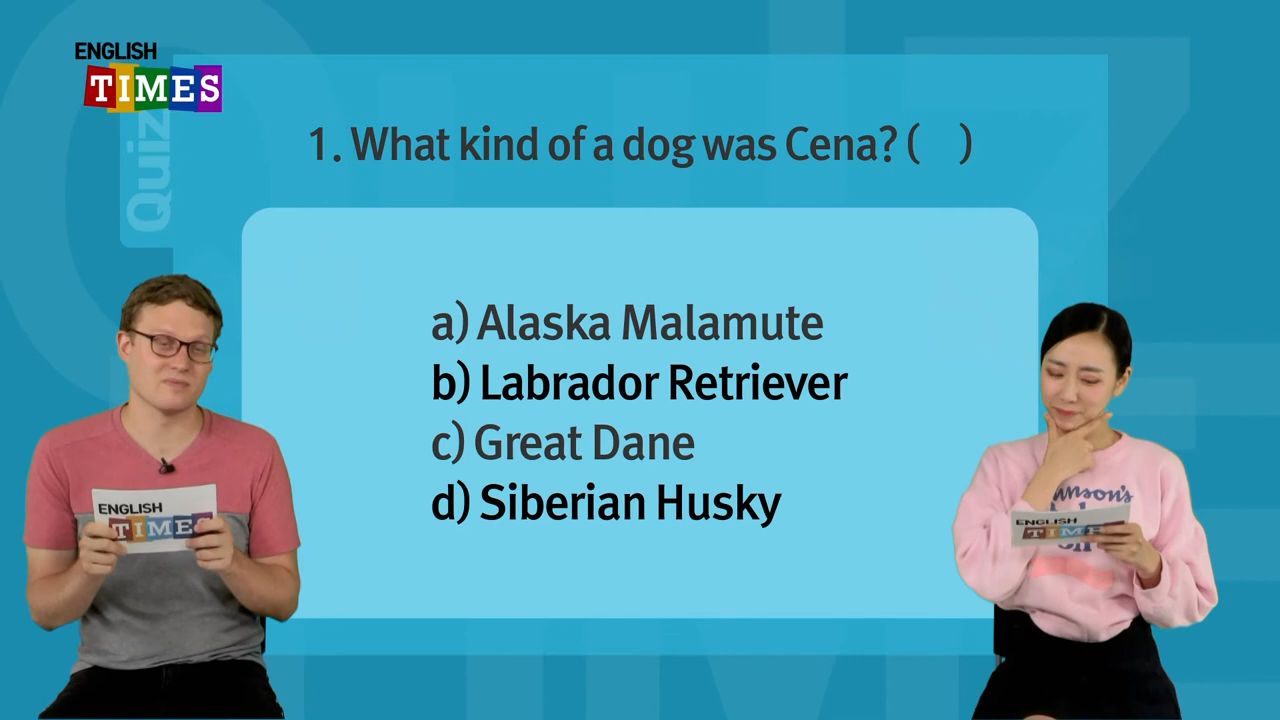 ENGLISH
TIMES
Quiz
1. What kind of a dog was Cena? (    )
a) Alaska Malamute
b) Labrador Retriever
c) Great Dane
d) Siberian Husky
ENGLISH
TIMES
ENGLISH